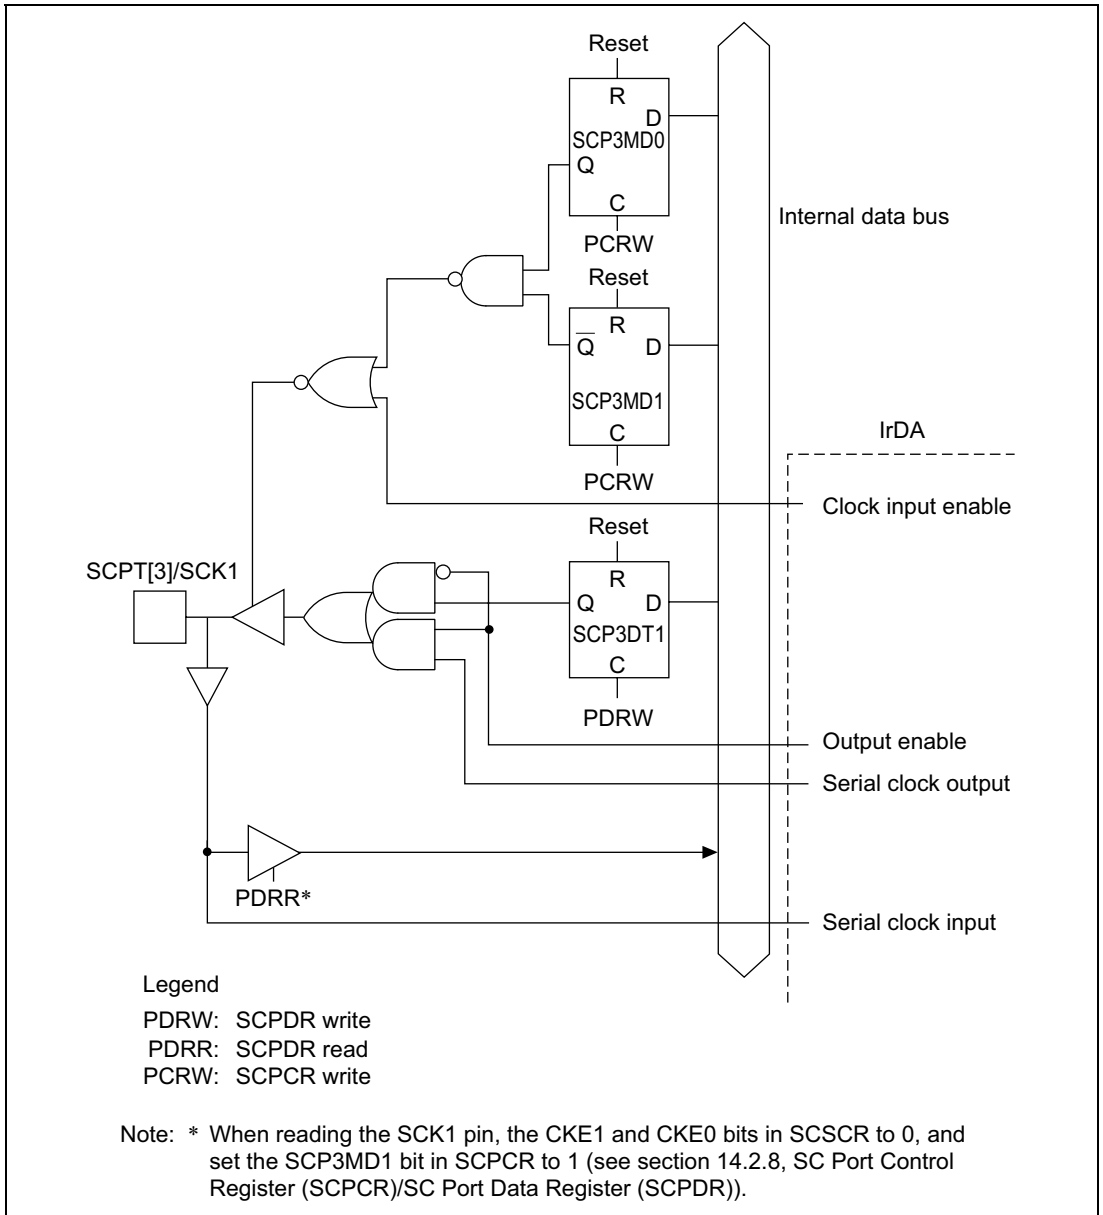 Reset
R
D
SCP3MD0
Q
C
PCRW
Internal data bus
Reset
R
Q D
SCP3MD1
C
PCRW
IrDA
Clock input enable
Reset
SCPT[3]/SCK1
R
Q D
SCP3DT1
C
PDRW
Output enable
Serial clock output
PDRR*
Serial clock input
Legend
PDRW: SCPDR write
PDRR: SCPDR read
PCRW: SCPCR write
Note: * When reading the SCK1 pin, the CKE1 and CKE0 bits in SCSCR to 0, and
set the SCP3MD1 bit in SCPCR to 1 (see section 14.2.8, SC Port Control
Register (SCPCR)/SC Port Data Register (SCPDR)).